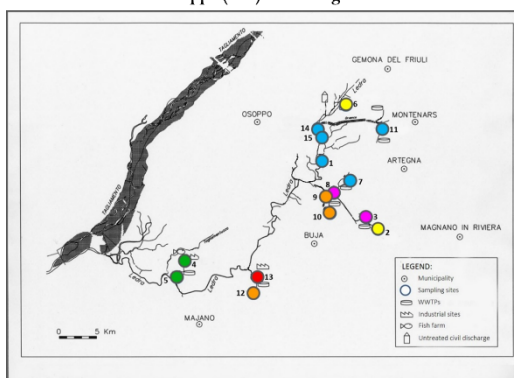 TAGLIAMENTO
GEMONA DEL FRIULI
Ledra
6
TAGLIAMENTO
OSOPPO
14
15
11
MONTENARS
1
ARTEGNA
8
7
9
10
3
2
Ledra
BUJA
MAGNANO IN RIVIERA
4
5
Ledra
13
12
Ledra
MAJANO
0 5 Km
LEGEND:
Municipality
Sampling sites
WWTPs
Industrial sites
Fish farm
Untreated civil discharge